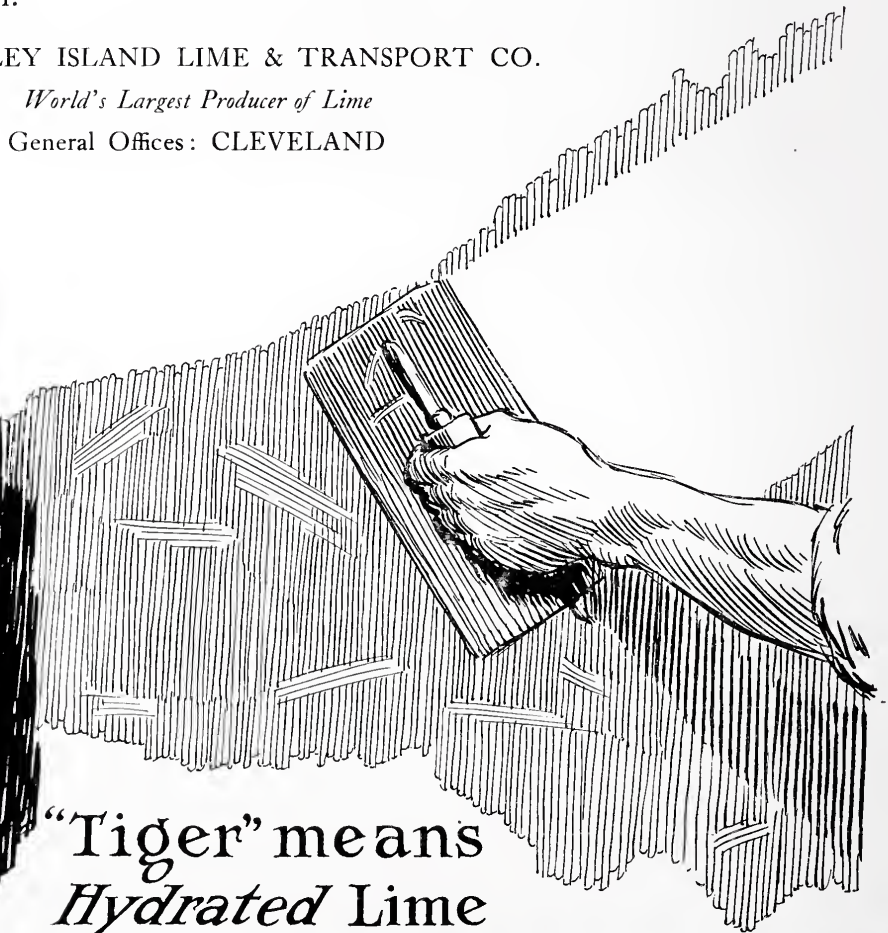 LEY ISLAND LIME & TRANSPORT CO.
World's Largest Producer of Lime
General Offices: CLEVELAND
"Tiger" means
Hydrated Lime